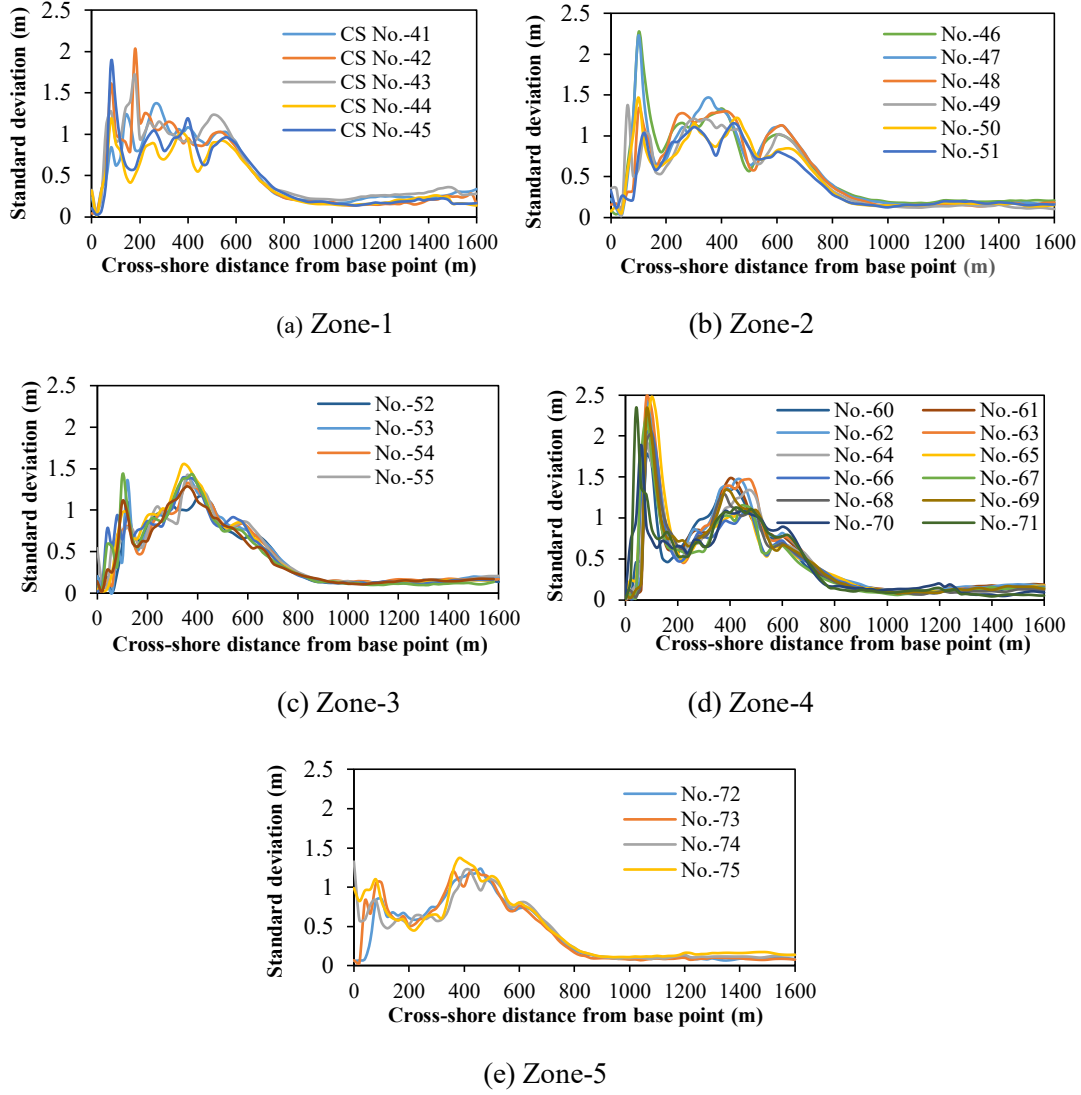 2.5
2
1.5
1
0.5
0
Standard deviation (m)
CS No.-41
CS No.-42
CS No.-43
CS No.-44
CS No.-45
0 200 400 600 800 1000 1200 1400 1600
Cross-shore distance from base point (m)
(a) Zone-1
2.5
2
1.5
1
0.5
0
Standard deviation (m)
No.-46
No.-47
No.-48
No.-49
No.-50
No.-51
0 200 400 600 800 1000 1200 1400 1600
Cross-shore distance from base point (m)
(b) Zone-2
2.5
2
1.5
1
0.5
0
Standard deviation (m)
No.-52
No.-53
No.-54
No.-55
0 200 400 600 800 1000 1200 1400 1600
Cross-shore distance from base point (m)
(c) Zone-3
2.5
2
1.5
1
0.5
0
Standard deviation (m)
No.-60 No.-61
No.-62 No.-63
No.-64 No.-65
No.-66 No.-67
No.-68 No.-69
No.-70 No.-71
0 200 400 600 800 1000 1200 1400 1600
Cross-shore distance from base point (m)
(d) Zone-4
2.5
2
1.5
1
0.5
0
Standard deviation (m)
No.-72
No.-73
No.-74
No.-75
0 200 400 600 800 1000 1200 1400 1600
Cross-shore distance from base point (m)
(e) Zone-5